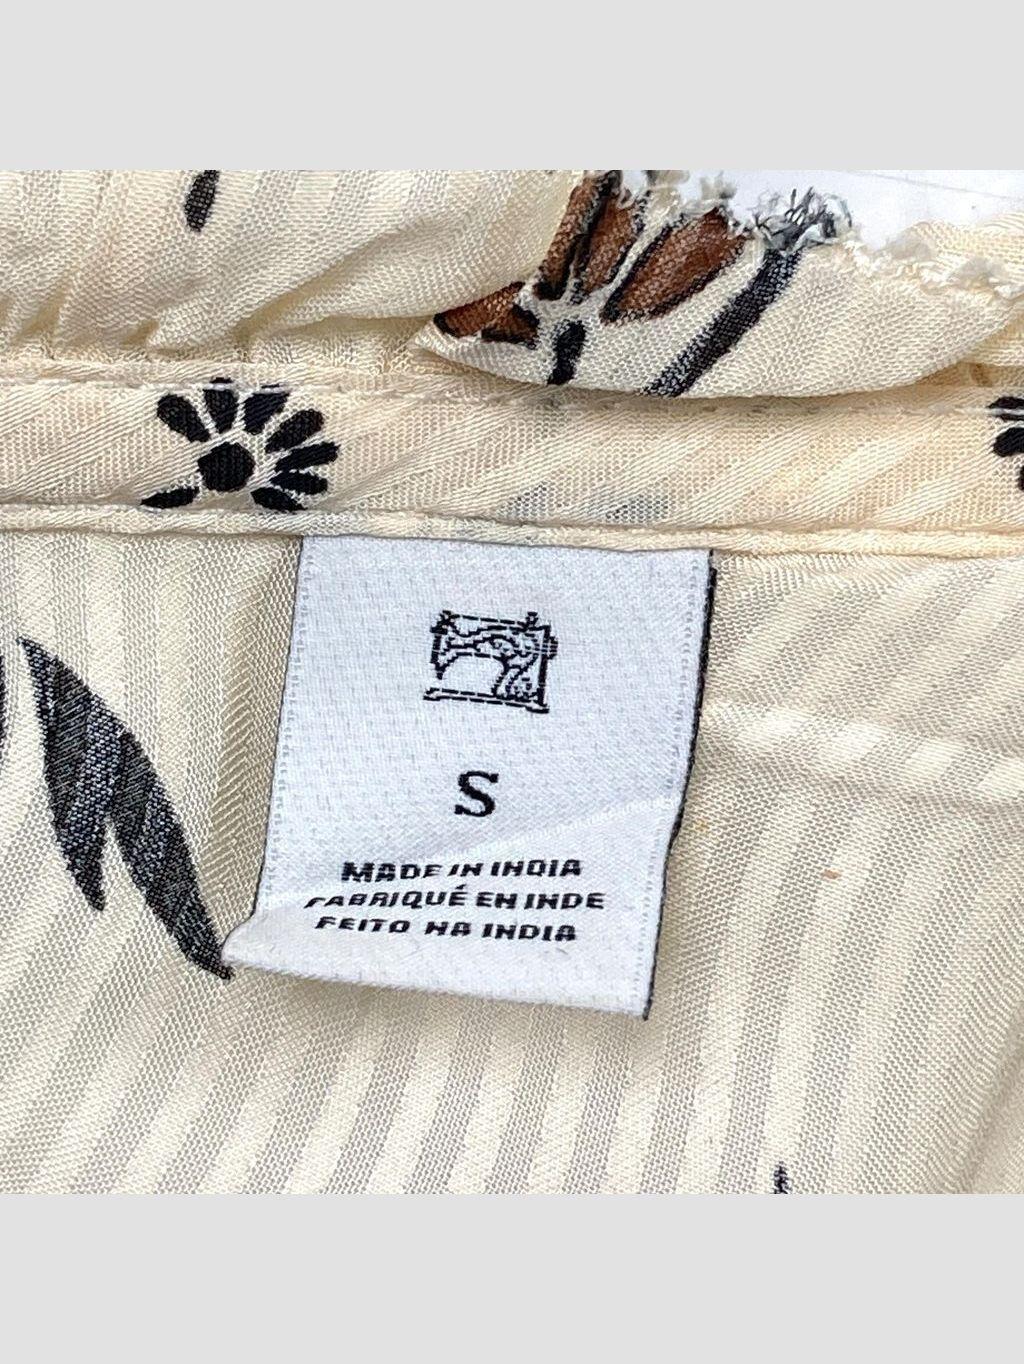 S
MADE IN INDIA
FABRIQUÉ EN INDE
FEITO NA INDIA